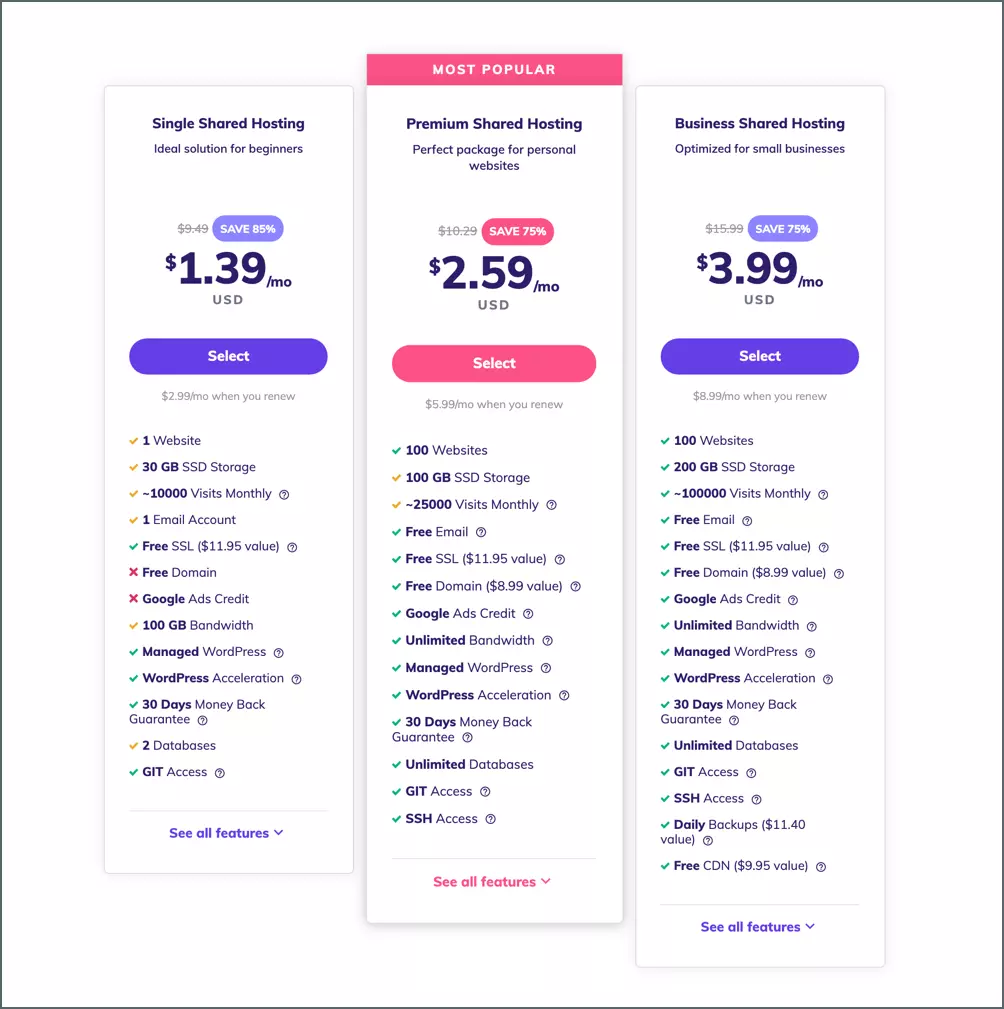 MOST POPULAR
Single Shared Hosting
Ideal solution for beginners
$9.49 SAVE 85%
$1.39/mo
USD
Select
$2.99/mo when you renew
1 Website
30 GB SSD Storage
~10000 Visits Monthly
1 Email Account
Free SSL ($11.95 value)
Free Domain
Google Ads Credit
100 GB Bandwidth
Managed WordPress
WordPress Acceleration
30 Days Money Back
Guarantee
2 Databases
GIT Access
See all features
Premium Shared Hosting
Perfect package for personal
websites
$10.29 SAVE 75%
$2.59/mo
USD
Select
$5.99/mo when you renew
100 Websites
100 GB SSD Storage
~25000 Visits Monthly
Free Email
Free SSL ($11.95 value)
Free Domain ($8.99 value)
Google Ads Credit
Unlimited Bandwidth
Managed WordPress
WordPress Acceleration
30 Days Money Back
Guarantee
Unlimited Databases
GIT Access
SSH Access
See all features
Business Shared Hosting
Optimized for small businesses
$15.99 SAVE 75%
$3.99/mo
USD
Select
$8.99/mo when you renew
100 Websites
200 GB SSD Storage
~100000 Visits Monthly
Free Email
Free SSL ($11.95 value)
Free Domain ($8.99 value)
Google Ads Credit
Unlimited Bandwidth
Managed WordPress
WordPress Acceleration
30 Days Money Back
Guarantee
Unlimited Databases
GIT Access
SSH Access
Daily Backups ($11.40
value)
Free CDN ($9.95 value)
See all features